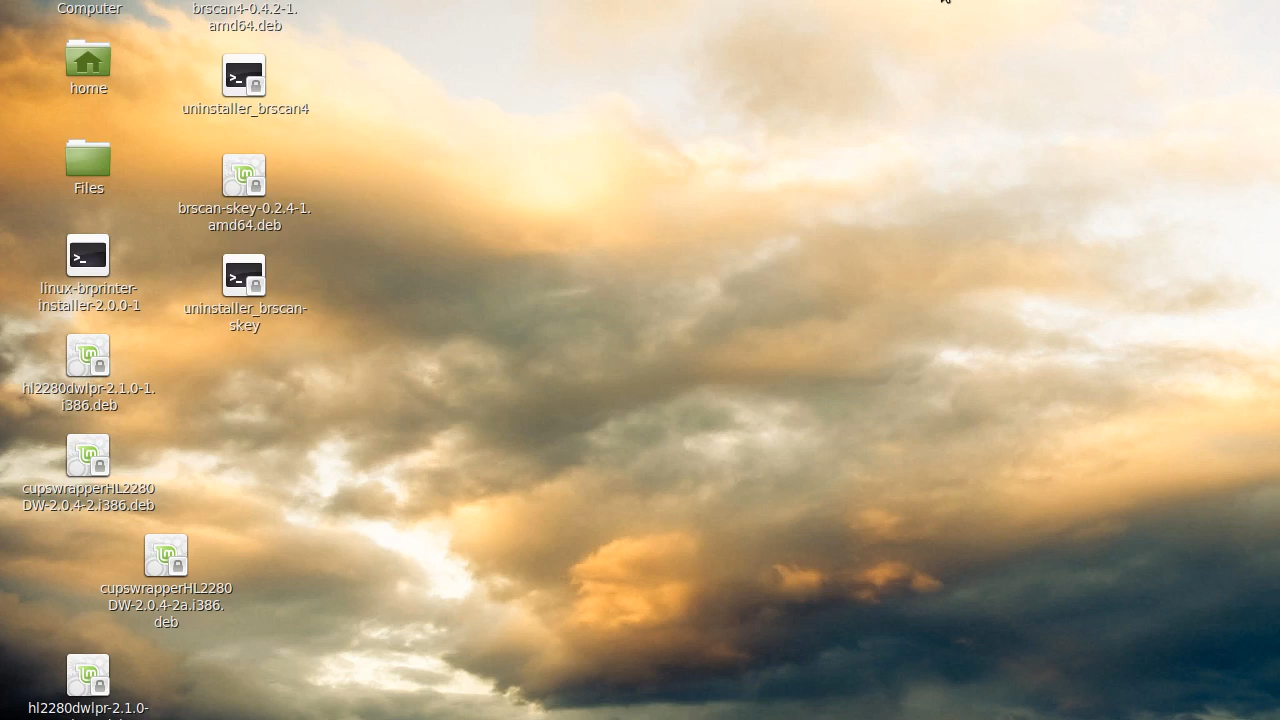 Computer
home
Files
linux-brprinter-
installer-2.0.0-1
hl2280dwlpr-2.1.0-1.
i386.deb
cupswrapperHL2280
DW-2.0.4-2.i386.deb
cupswrapperHL2280
DW-2.0.4-2a.i386.
deb
hl2280dwlpr-2.1.0-
brscan4-0.4.2-1.
amd64.deb
uninstaller_brscan4
brscan-skey-0.2.4-1.
amd64.deb
uninstaller_brscan-
skey